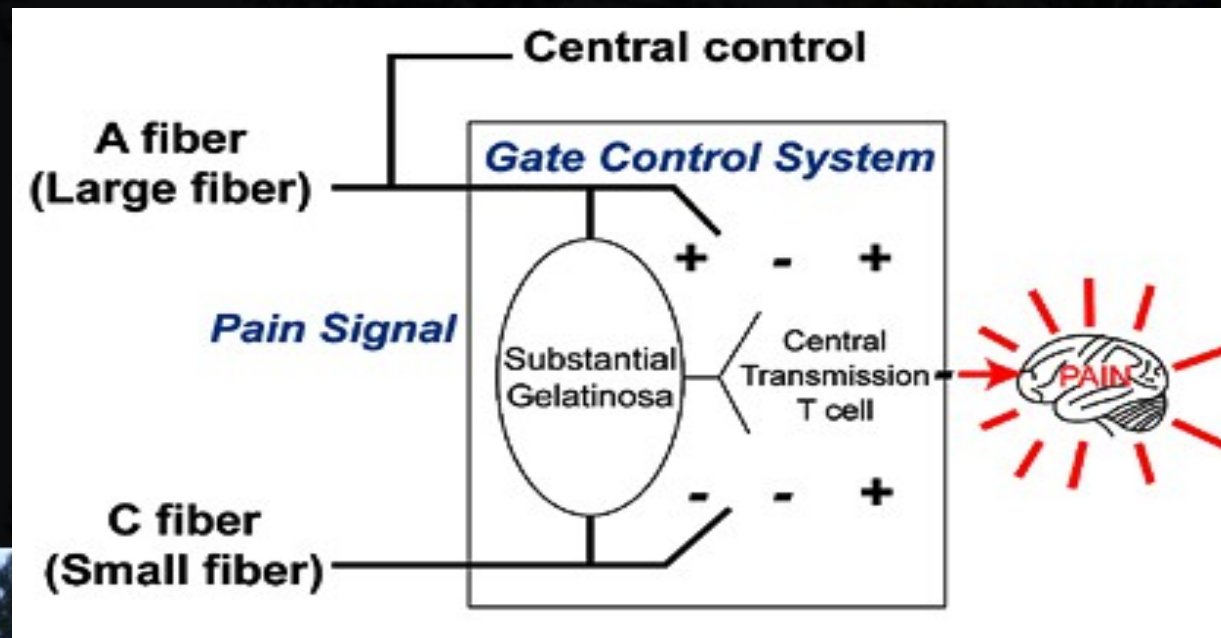 Central control
A fiber
(Large fiber)
Gate Control System
+ - +
Pain Signal
Substantial
Gelatinosa
Central
Transmission
T cell
-
PAIN
- - +
C fiber
(Small fiber)